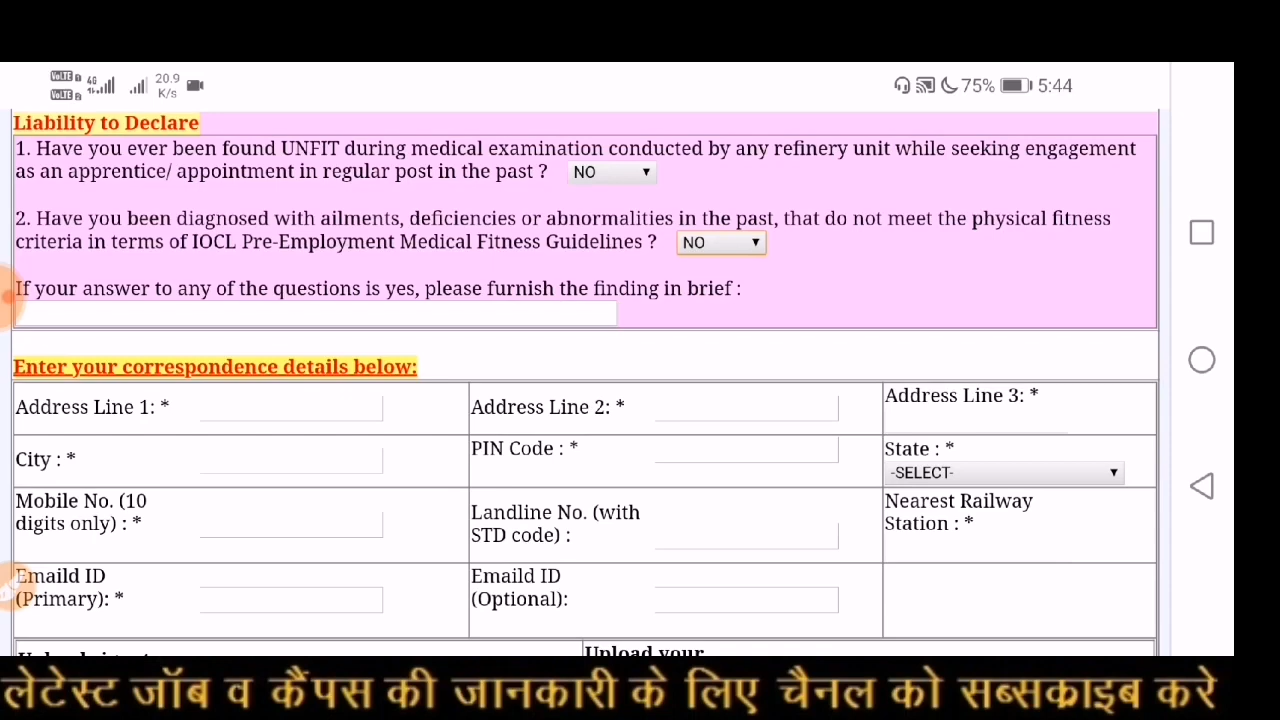 VoLTE 4G 20.9 75% 5:44
VoLTE K/s
Liability to Declare
1. Have you ever been found UNFIT during medical examination conducted by any refinery unit while seeking engagement
as an apprentice/ appointment in regular post in the past ? NO
2. Have you been diagnosed with ailments, deficiencies or abnormalities in the past, that do not meet the physical fitness
criteria in terms of IOCL Pre-Employment Medical Fitness Guidelines ? NO
If your answer to any of the questions is yes, please furnish the finding in brief :
Enter your correspondence details below:
Address Line 1: * Address Line 2: * Address Line 3: *
City : * PIN Code : * State : *
-SELECT-
Mobile No. (10
digits only) : *
Landline No. (with
STD code) :
Nearest Railway
Station : *
Emaild ID
(Primary): *
Emaild ID
(Optional):
Upload your
लेटेस्ट जॉब व कैंपस की जानकारी के लिए चैनल को सब्सक्राइब करे